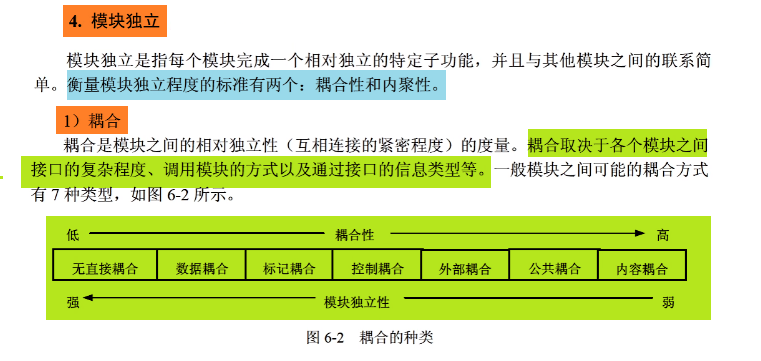 4. 模块独立
模块独立是指每个模块完成一个相对独立的特定子功能，并且与其他模块之间的联系简
单。衡量模块独立程度的标准有两个：耦合性和内聚性。
1）耦合
耦合是模块之间的相对独立性（互相连接的紧密程度）的度量。耦合取决于各个模块之间
接口的复杂程度、调用模块的方式以及通过接口的信息类型等。一般模块之间可能的耦合方式
有 7 种类型，如图 6-2 所示。
低 耦合性 高
无直接耦合 数据耦合 标记耦合 控制耦合 外部耦合 公共耦合 内容耦合
强 模块独立性 弱
图 6-2 耦合的种类